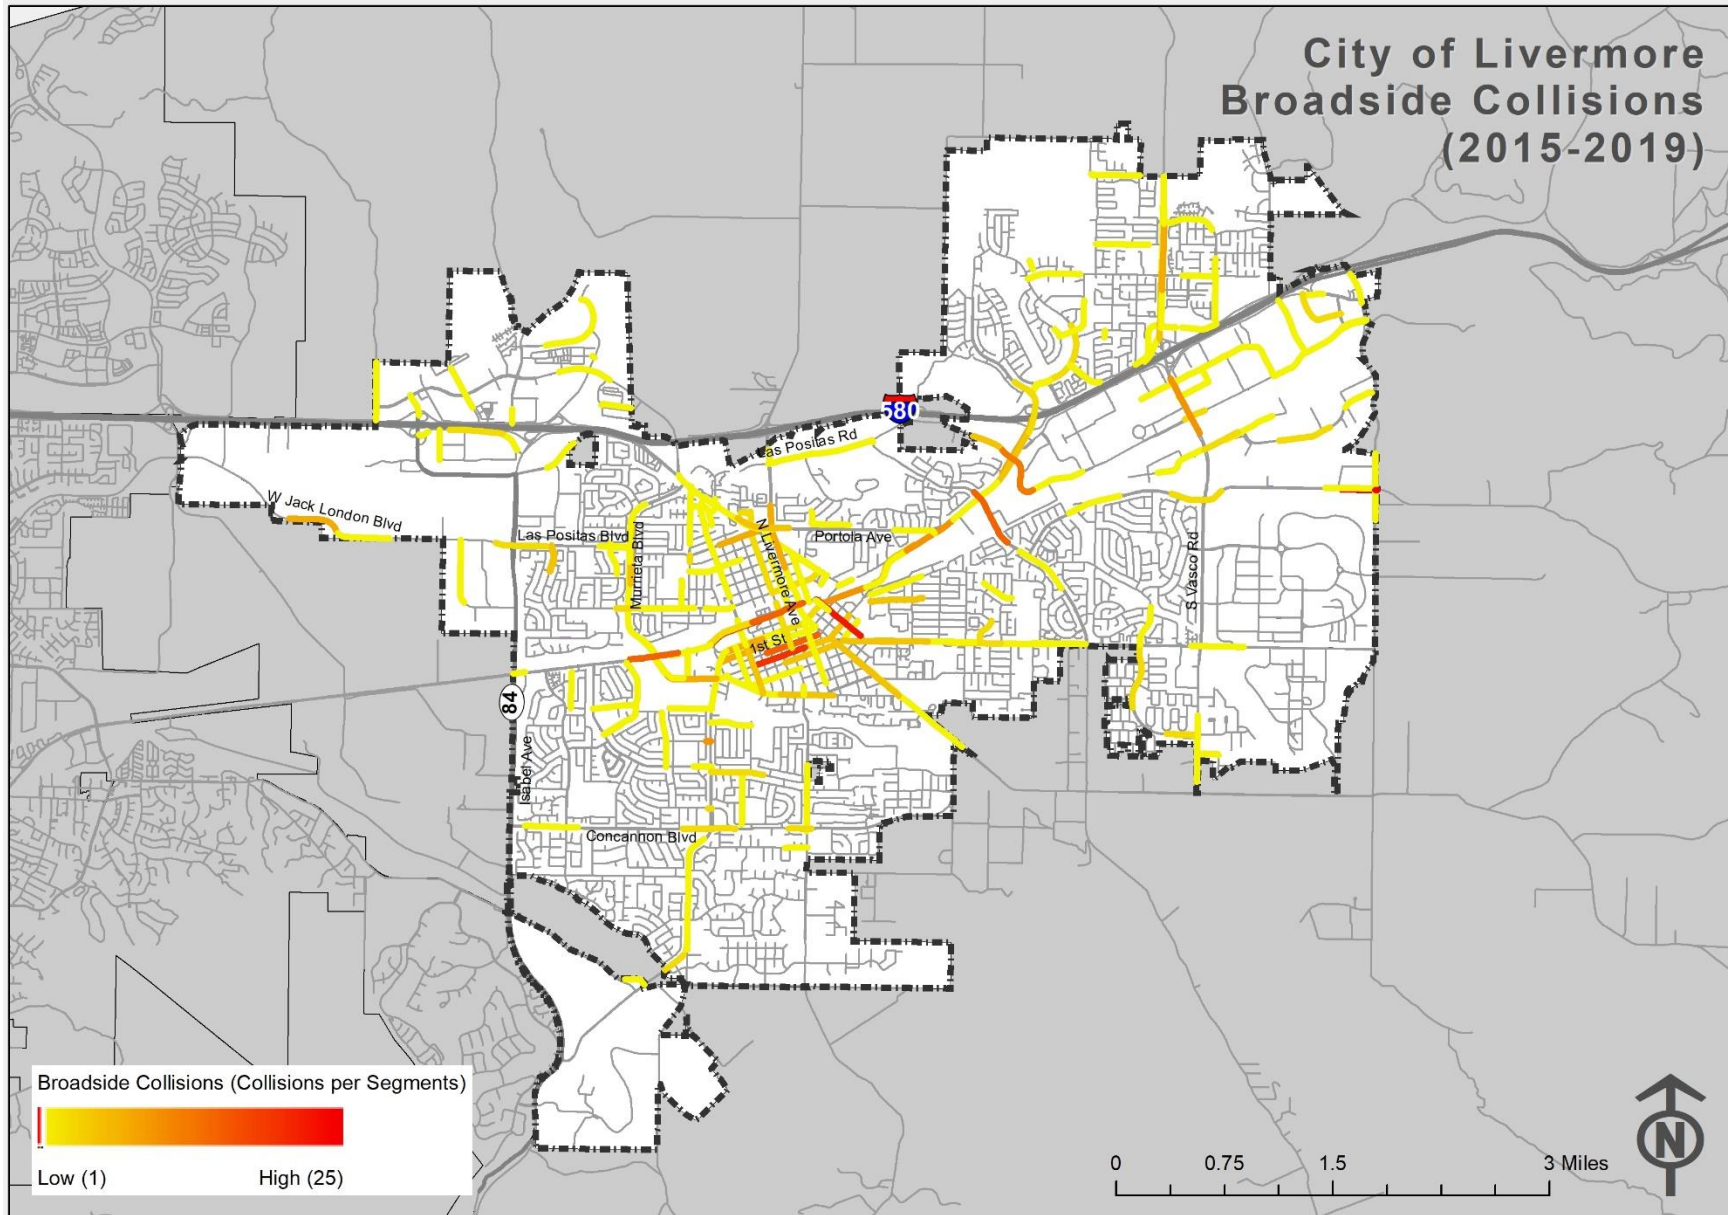 City of Livermore
Broadside Collisions
(2015-2019)
580
Las Positas Rd
W Jack London Blvd
Las Positas Blvd
Murrieta Blvd
N Livermore Ave
Portola Ave
S Vasco Rd
1st St
84
Isabel Ave
Concannon Blvd
Broadside Collisions (Collisions per Segments)
Low (1) High (25)
0 0.75 1.5 3 Miles
N